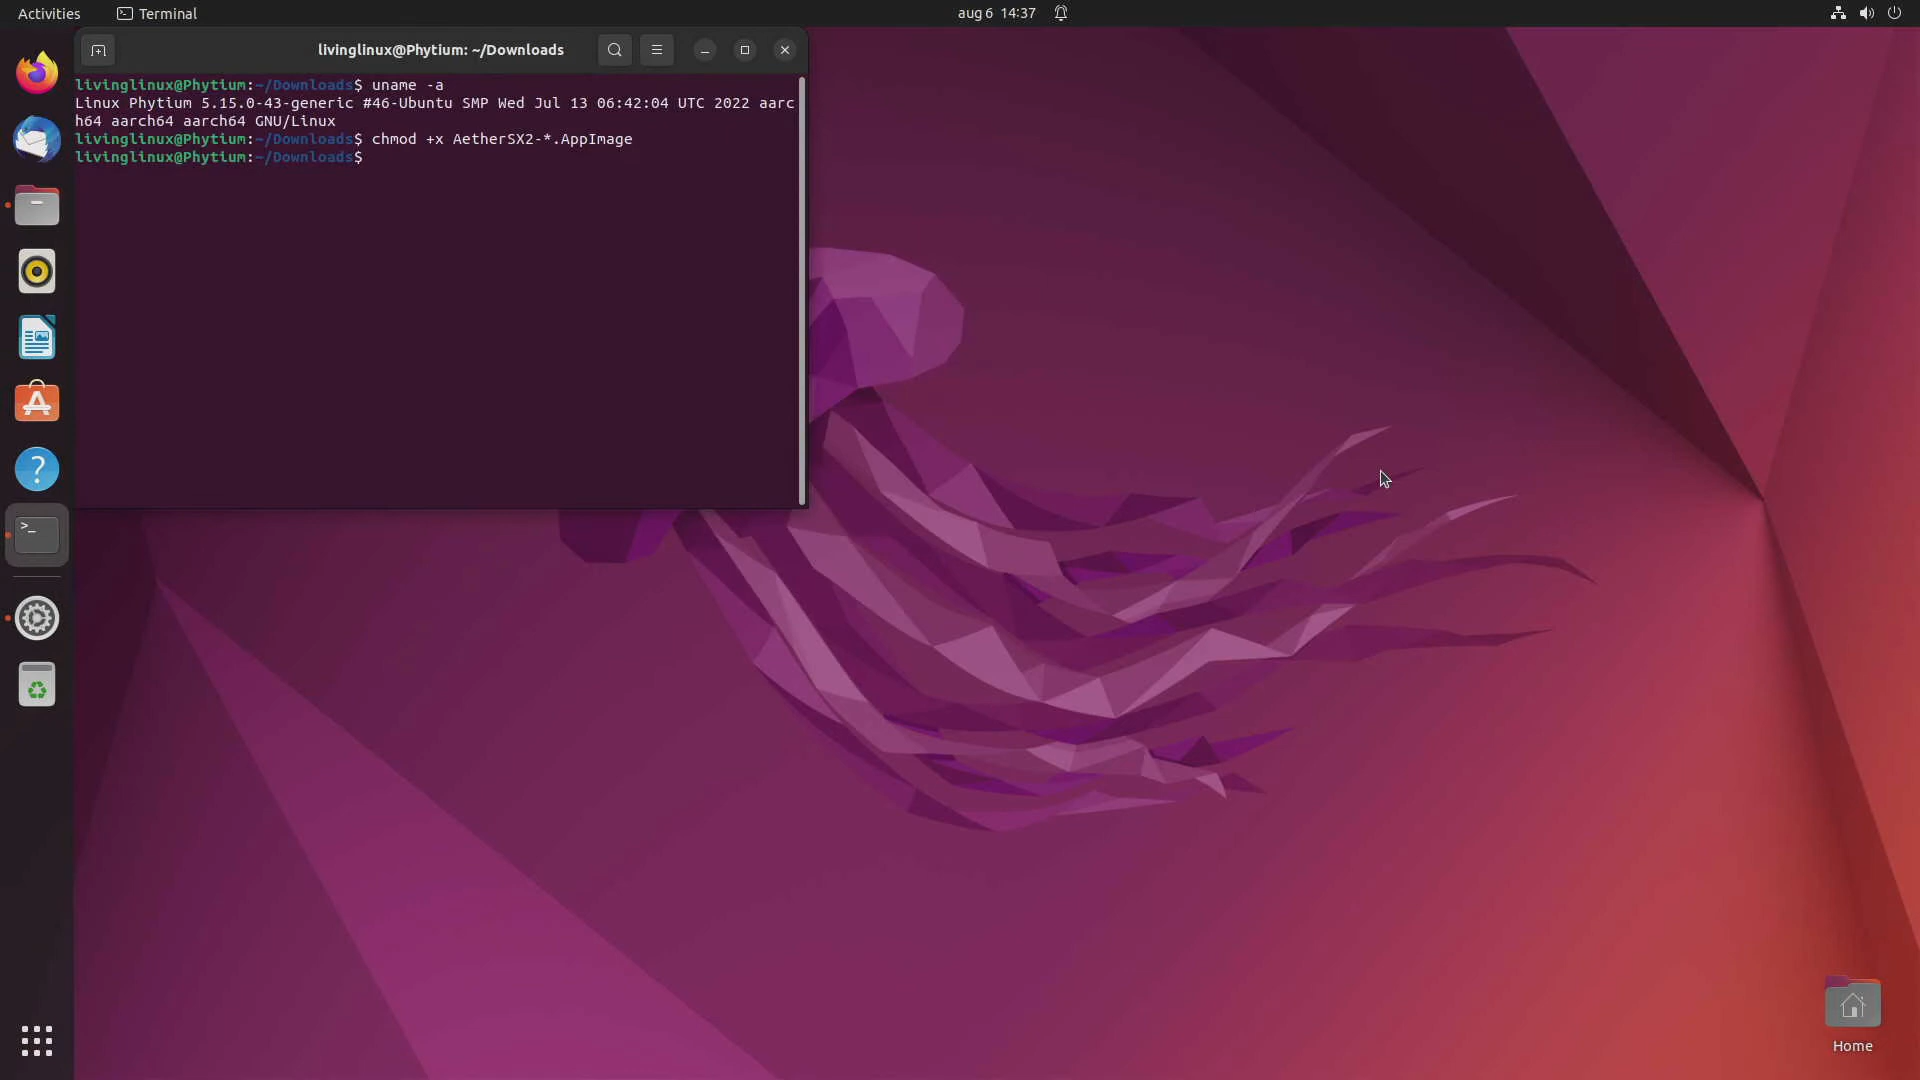 Activities
Terminal
aug 6 14:37
livinglinux@Phytium: ~/Downloads
livinglinux@Phytium:~/Downloads$ uname -a
Linux Phytium 5.15.0-43-generic #46-Ubuntu SMP Wed Jul 13 06:42:04 UTC 2022 aarc
h64 aarch64 aarch64 GNU/Linux
livinglinux@Phytium:~/Downloads$ chmod +x AetherSX2-*.AppImage
livinglinux@Phytium:~/Downloads$
Home